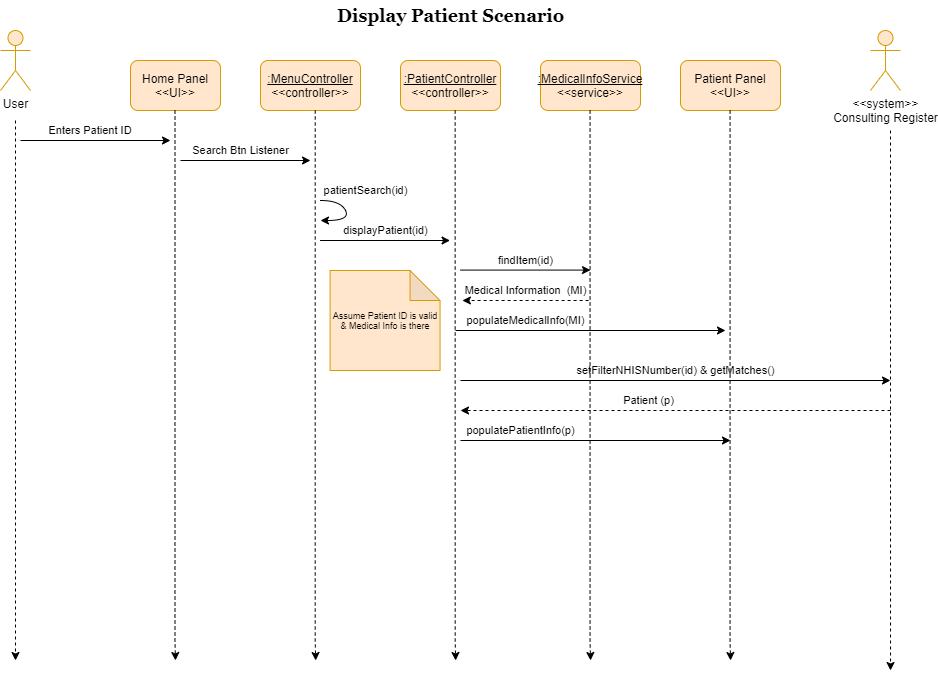 Display Patient Scenario
User
Home Panel
<<UI>>
:MenuController
<<controller>>
:PatientController
<<controller>>
:MedicalInfoService
<<service>>
Patient Panel
<<UI>>
<<system>>
Consulting Register
Enters Patient ID
Search Btn Listener
patientSearch(id)
displayPatient(id)
findItem(id)
Medical Information (MI)
Assume Patient ID is valid
& Medical Info is there
populateMedicalInfo(MI)
setFilterNHISNumber(id) & getMatches()
Patient (p)
populatePatientInfo(p)